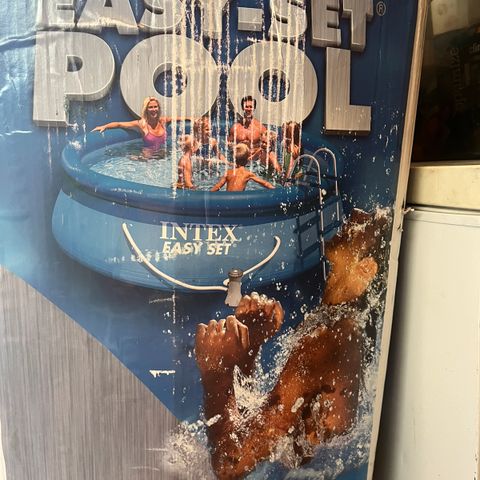 EASY-SET®
POOL
INTEX
EASY SET